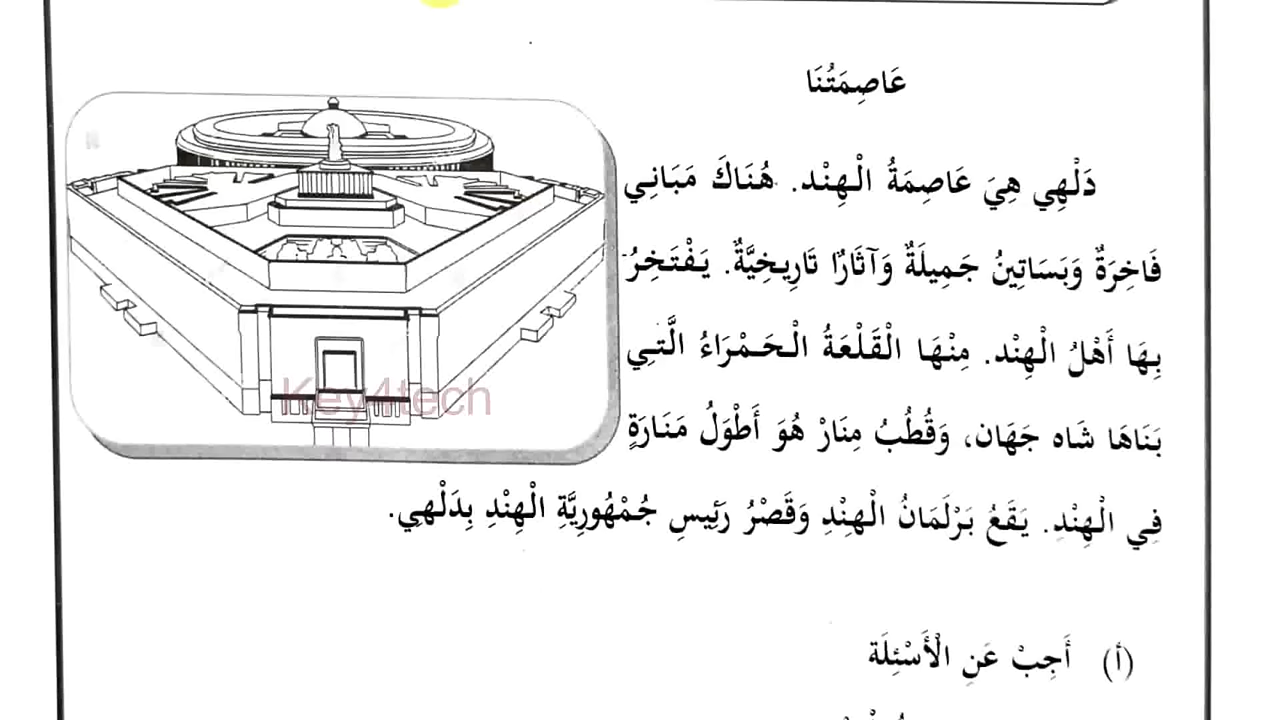 عَاصِمَتُنَا
دَلْهِي هِيَ عَاصِمَةُ الْهِنْد. هُنَاكَ مَبَانِي
فَاخِرَةٌ وَبَسَاتِينُ جَمِيلَةٌ وَآثَارًا تَارِيخِيَّةٌ. يَفْتَخِرُ
بِهَا أَهْلُ الْهِنْد. مِنْهَا الْقَلْعَةُ الْحَمْرَاءُ الَّتِي
بَنَاهَا شَاه جَهَان، وَقُطُبُ مِنَارْ هُوَ أَطْوَلُ مَنَارَةٍ
فِي الْهِنْدِ. يَقَعُ بَرْلَمَانُ الْهِنْدِ وَقَصْرُ رَئِيسِ جُمْهُورِيَّةِ الْهِنْدِ بِدَلْهِي.
Key4tech
(أ) أَجِبْ عَنِ الْأَسْئِلَة